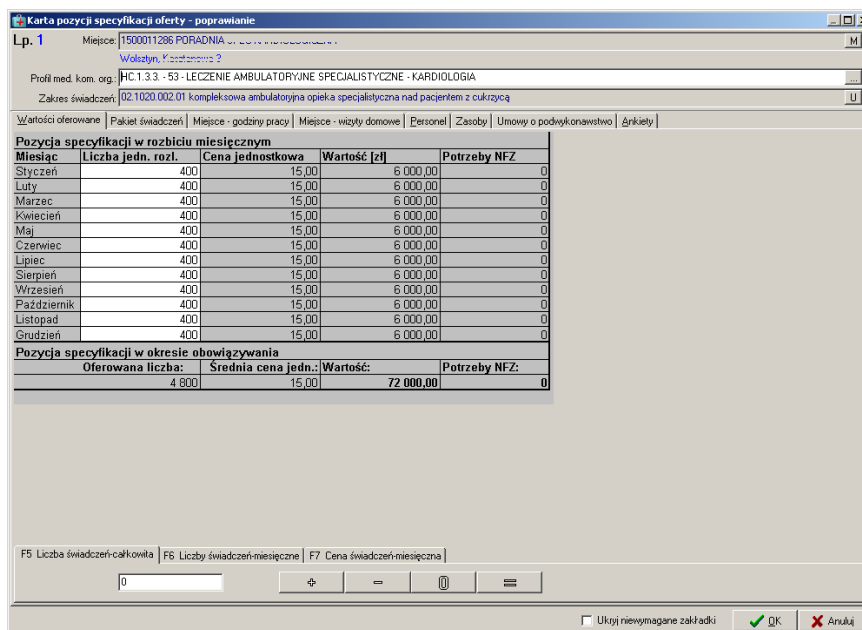 Karta pozycji specyfikacji oferty - poprawianie
Lp. 1 Miejsce: 1500011286 PORADNIA M
Wolsztyn,
Profil med. kom. org.: HC.1.3.3. - 53 - LECZENIE AMBULATORYJNE SPECJALISTYCZNE - KARDIOLOGIA ...
Zakres świadczeń: 02.1020.002.01 kompleksowa ambulatoryjna opieka specjalistyczna nad pacjentem z cukrzycą U
Wartości oferowane Pakiet świadczeń Miejsce - godziny pracy Miejsce - wizyty domowe Personel Zasoby Umowy o podwykonawstwo Ankiety
Pozycja specyfikacji w rozbiciu miesięcznym
Miesiąc Liczba jedn. rozl. Cena jednostkowa Wartość [zł] Potrzeby NFZ
Styczeń 400 15,00 6 000,00 0
Luty 400 15,00 6 000,00 0
Marzec 400 15,00 6 000,00 0
Kwiecień 400 15,00 6 000,00 0
Maj 400 15,00 6 000,00 0
Czerwiec 400 15,00 6 000,00 0
Lipiec 400 15,00 6 000,00 0
Sierpień 400 15,00 6 000,00 0
Wrzesień 400 15,00 6 000,00 0
Październik 400 15,00 6 000,00 0
Listopad 400 15,00 6 000,00 0
Grudzień 400 15,00 6 000,00 0
Pozycja specyfikacji w okresie obowiązywania
Oferowana liczba: Średnia cena jedn.: Wartość: Potrzeby NFZ:
4 800 15,00 72 000,00 0
F5 Liczba świadczeń-całkowita F6 Liczby świadczeń-miesięczne F7 Cena świadczeń-miesięczna
0 + - 0 =
Ukryj niewymagane zakładki OK Anuluj